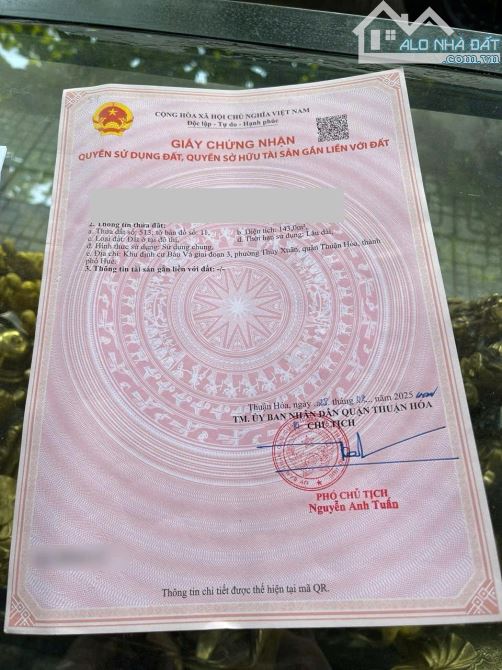 ALO NHÀ ĐẤT
.com.vn
CỘNG HÒA XÃ HỘI CHỦ NGHĨA VIỆT NAM
Độc lập - Tự do - Hạnh phúc
GIẤY CHỨNG NHẬN
QUYỀN SỬ DỤNG ĐẤT, QUYỀN SỞ HỮU TÀI SẢN GẮN LIỀN VỚI ĐẤT
2. Thông tin thửa đất:
a. Thửa đất số: 515, tờ bản đồ số: 11, b. Diện tích: 143,0m²,
c. Loại đất: Đất ở tại đô thị, d. Thời hạn sử dụng: Lâu dài,
đ. Hình thức sử dụng: Sử dụng chung,
e. Địa chỉ: Khu định cư Bàu Vá giai đoạn 3, phường Thủy Xuân, quận Thuận Hóa, thành
phố Huế.
3. Thông tin tài sản gắn liền với đất: -/-
Thuận Hóa, ngày 28 tháng ..., năm 2025
TM. ỦY BAN NHÂN DÂN QUẬN THUẬN HÓA
CHỦ TỊCH
PHÓ CHỦ TỊCH
Nguyễn Anh Tuấn
Thông tin chi tiết được thể hiện tại mã QR.